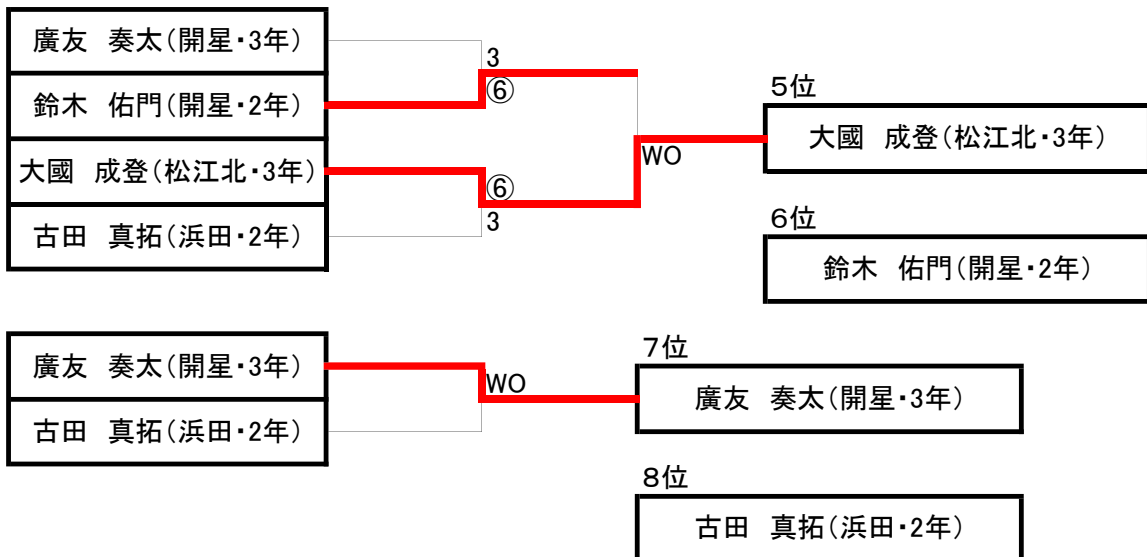 廣友　奏太(開星・3年)
3
鈴木　佑門(開星・2年)
⑥
5位
大國　成登(松江北・3年)
WO
大國　成登(松江北・3年)
⑥
3
古田　真拓(浜田・2年)
6位
鈴木　佑門(開星・2年)
廣友　奏太(開星・3年)
WO
7位
廣友　奏太(開星・3年)
古田　真拓(浜田・2年)
8位
古田　真拓(浜田・2年)